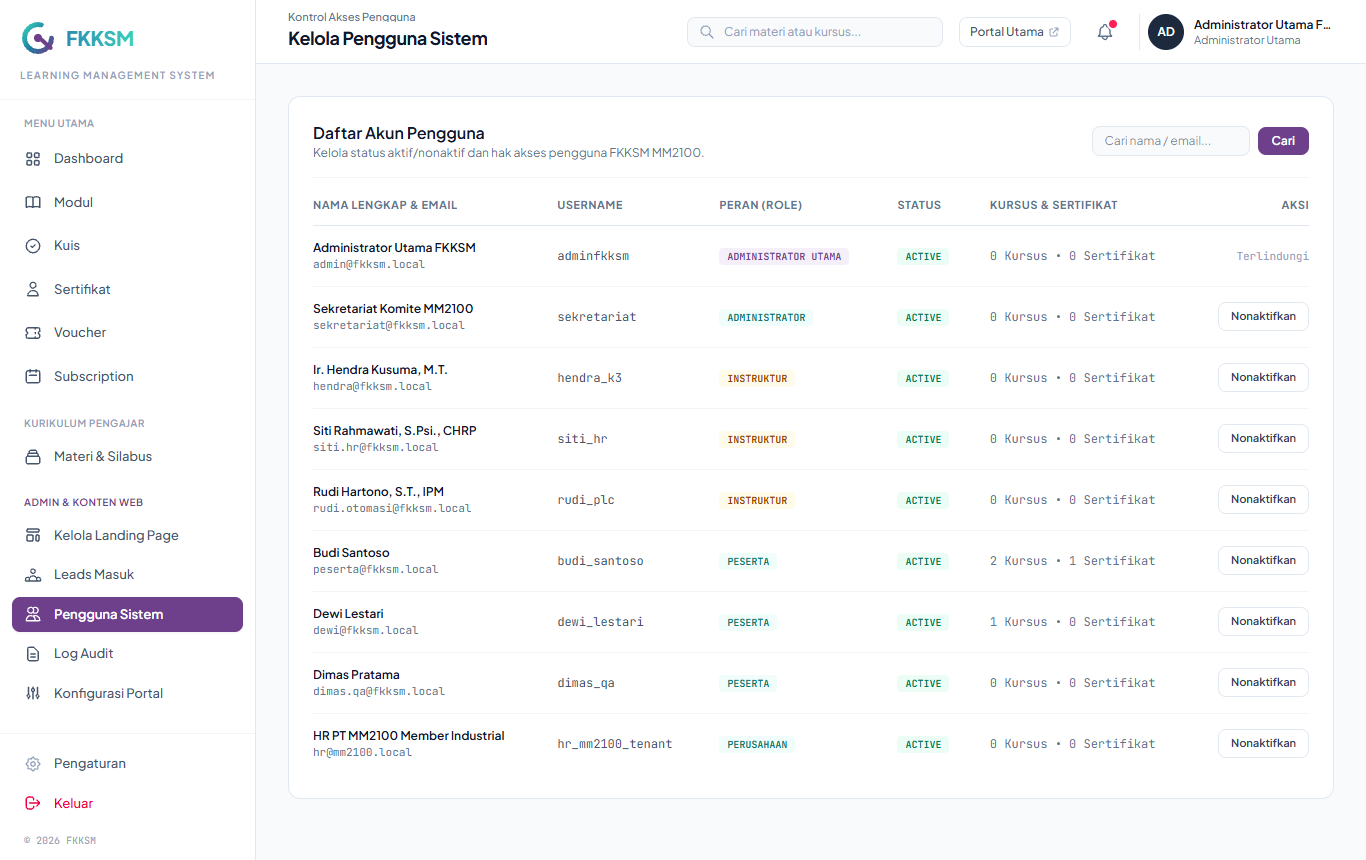 FKKSM
LEARNING MANAGEMENT SYSTEM
MENU UTAMA
Dashboard
Modul
Kuis
Sertifikat
Voucher
Subscription
KURIKULUM PENGAJAR
Materi & Silabus
ADMIN & KONTEN WEB
Kelola Landing Page
Leads Masuk
Pengguna Sistem
Log Audit
Konfigurasi Portal
Pengaturan
Keluar
© 2026 FKKSM
Kontrol Akses Pengguna
Kelola Pengguna Sistem
Cari materi atau kursus...
Portal Utama
AD
Administrator Utama F...
Administrator Utama
Daftar Akun Pengguna
Kelola status aktif/nonaktif dan hak akses pengguna FKKSM MM2100.
Cari nama / email...
Cari
NAMA LENGKAP & EMAIL USERNAME PERAN (ROLE) STATUS KURSUS & SERTIFIKAT AKSI
Administrator Utama FKKSM
admin@fkksm.local
adminfkksm ADMINISTRATOR UTAMA ACTIVE 0 Kursus • 0 Sertifikat Terlindungi
Sekretariat Komite MM2100
sekretariat@fkksm.local
sekretariat ADMINISTRATOR ACTIVE 0 Kursus • 0 Sertifikat Nonaktifkan
Ir. Hendra Kusuma, M.T.
hendra@fkksm.local
hendra_k3 INSTRUKTUR ACTIVE 0 Kursus • 0 Sertifikat Nonaktifkan
Siti Rahmawati, S.Psi., CHRP
siti.hr@fkksm.local
siti_hr INSTRUKTUR ACTIVE 0 Kursus • 0 Sertifikat Nonaktifkan
Rudi Hartono, S.T., IPM
rudi.otomasi@fkksm.local
rudi_plc INSTRUKTUR ACTIVE 0 Kursus • 0 Sertifikat Nonaktifkan
Budi Santoso
peserta@fkksm.local
budi_santoso PESERTA ACTIVE 2 Kursus • 1 Sertifikat Nonaktifkan
Dewi Lestari
dewi@fkksm.local
dewi_lestari PESERTA ACTIVE 1 Kursus • 0 Sertifikat Nonaktifkan
Dimas Pratama
dimas.qa@fkksm.local
dimas_qa PESERTA ACTIVE 0 Kursus • 0 Sertifikat Nonaktifkan
HR PT MM2100 Member Industrial
hr@mm2100.local
hr_mm2100_tenant PERUSAHAAN ACTIVE 0 Kursus • 0 Sertifikat Nonaktifkan